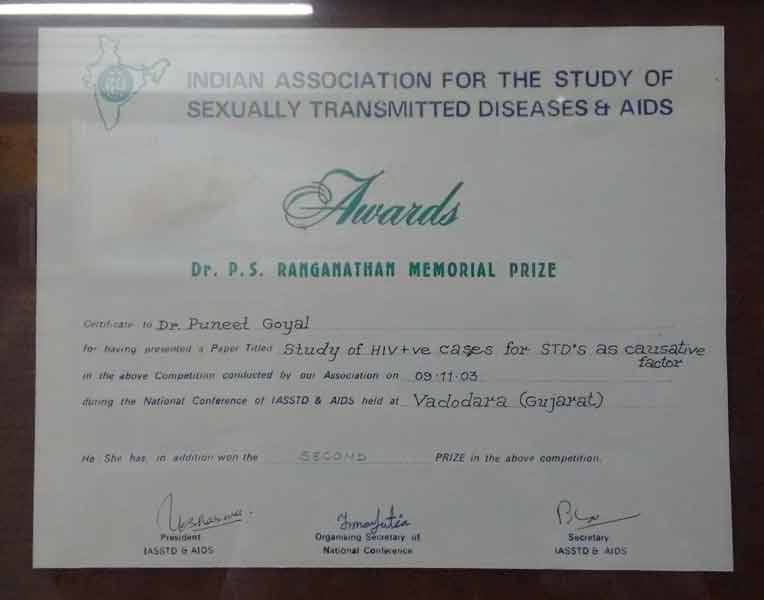 INDIAN ASSOCIATION FOR THE STUDY OF
SEXUALLY TRANSMITTED DISEASES & AIDS
Awards
Dr. P.S. RANGANATHAN MEMORIAL PRIZE
Certificate to Dr. Puneet Goyal
for having presented a Paper Titled Study of HIV+ve cases for STD's as causative
factor
in the above Competition conducted by our Association on 09.11.03
during the National Conference of IASSTD & AIDS held at Vadodara (Gujarat)
He She has, in addition won the SECOND PRIZE in the above competition.
President
IASSTD & AIDS
Organising Secretary of
National Conference
Secretary
IASSTD & AIDS